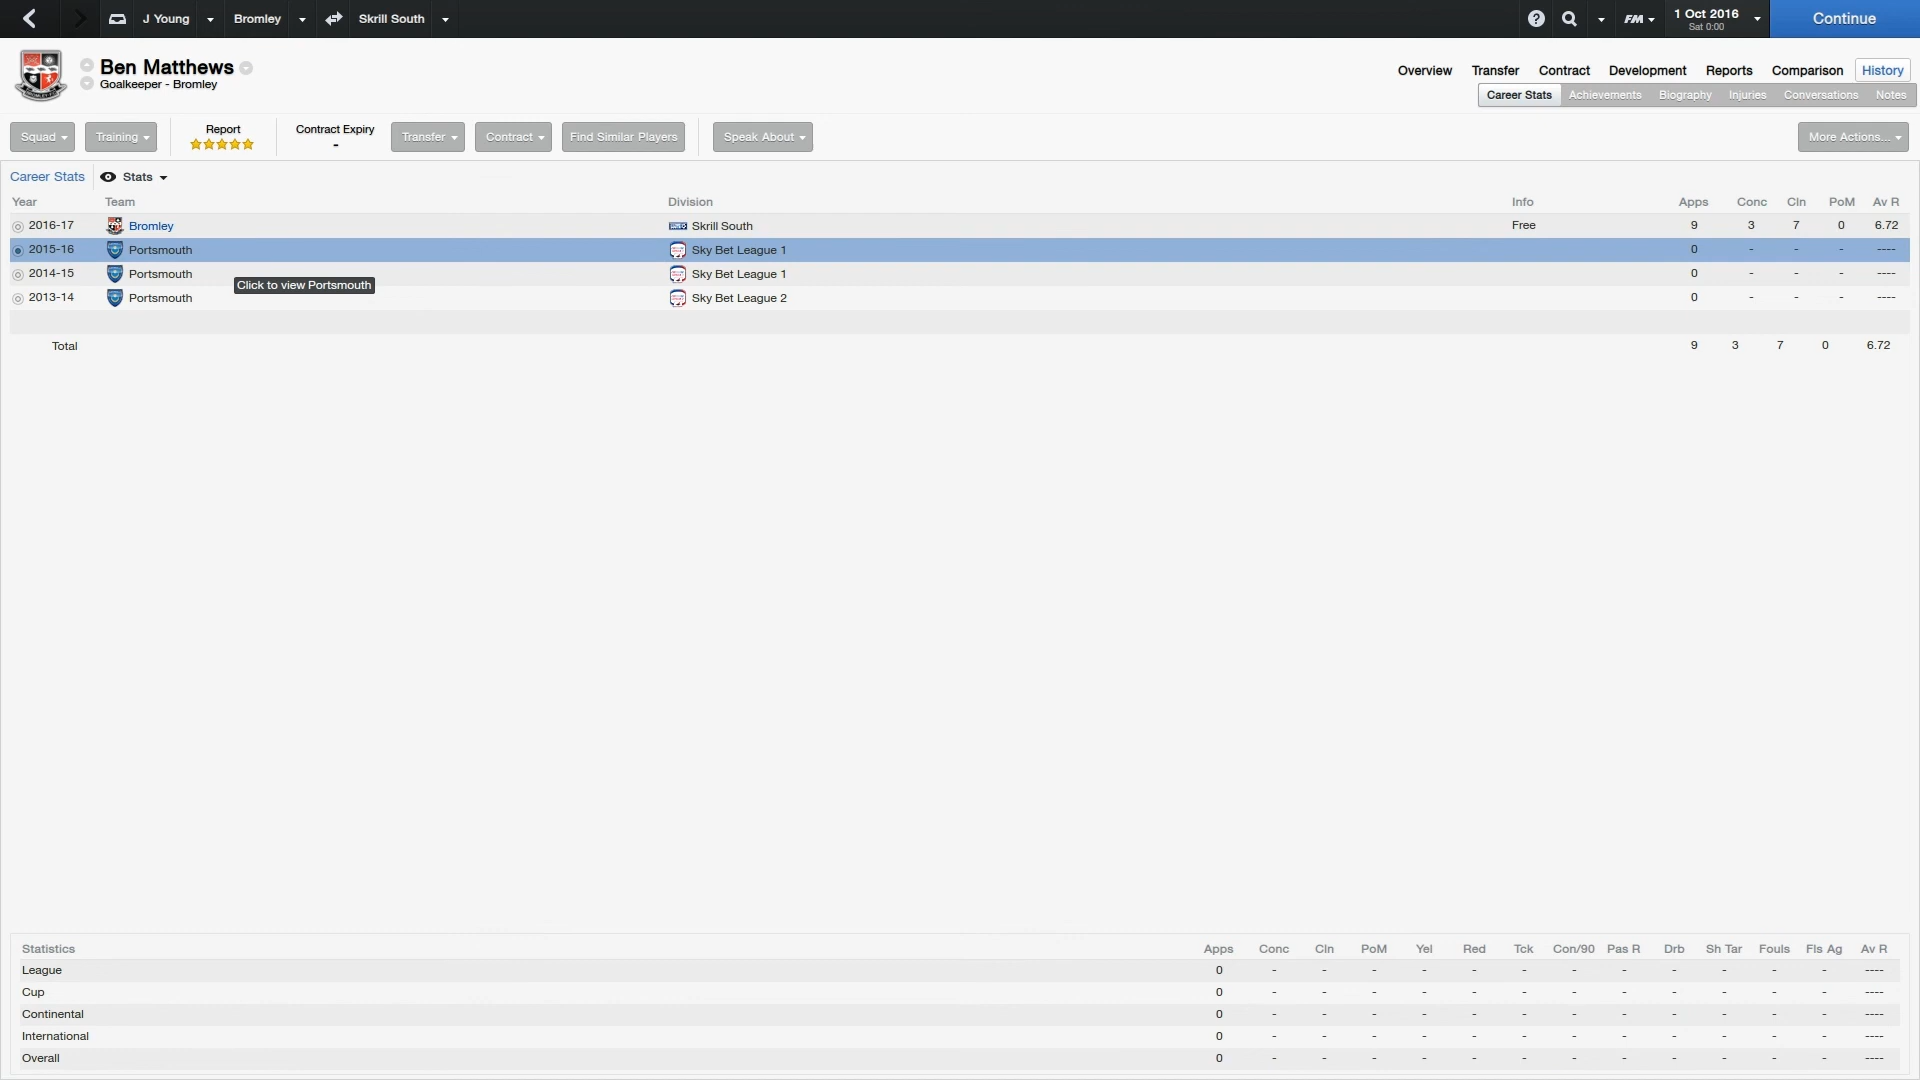 J Young Bromley Skrill South FM 1 Oct 2016 Continue
Sat 0:00
Ben Matthews
Goalkeeper - Bromley
Overview Transfer Contract Development Reports Comparison History
Career Stats Achievements Biography Injuries Conversations Notes
Squad Training Report Contract Expiry - Transfer Contract Find Similar Players Speak About More Actions...
Career Stats Stats
Year Team Division Info Apps Conc Cln PoM Av R
2016-17 Bromley Skrill South Free 9 3 7 0 6.72
2015-16 Portsmouth Sky Bet League 1 0 - - - ----
2014-15 Portsmouth Sky Bet League 1 0 - - - ----
Click to view Portsmouth
2013-14 Portsmouth Sky Bet League 2 0 - - - ----
Total 9 3 7 0 6.72
Statistics Apps Conc Cln PoM Yel Red Tck Con/90 Pas R Drb Sh Tar Fouls Fls Ag Av R
League 0 - - - - - - - - - - - - ----
Cup 0 - - - - - - - - - - - - ----
Continental 0 - - - - - - - - - - - - ----
International 0 - - - - - - - - - - - - ----
Overall 0 - - - - - - - - - - - - ----